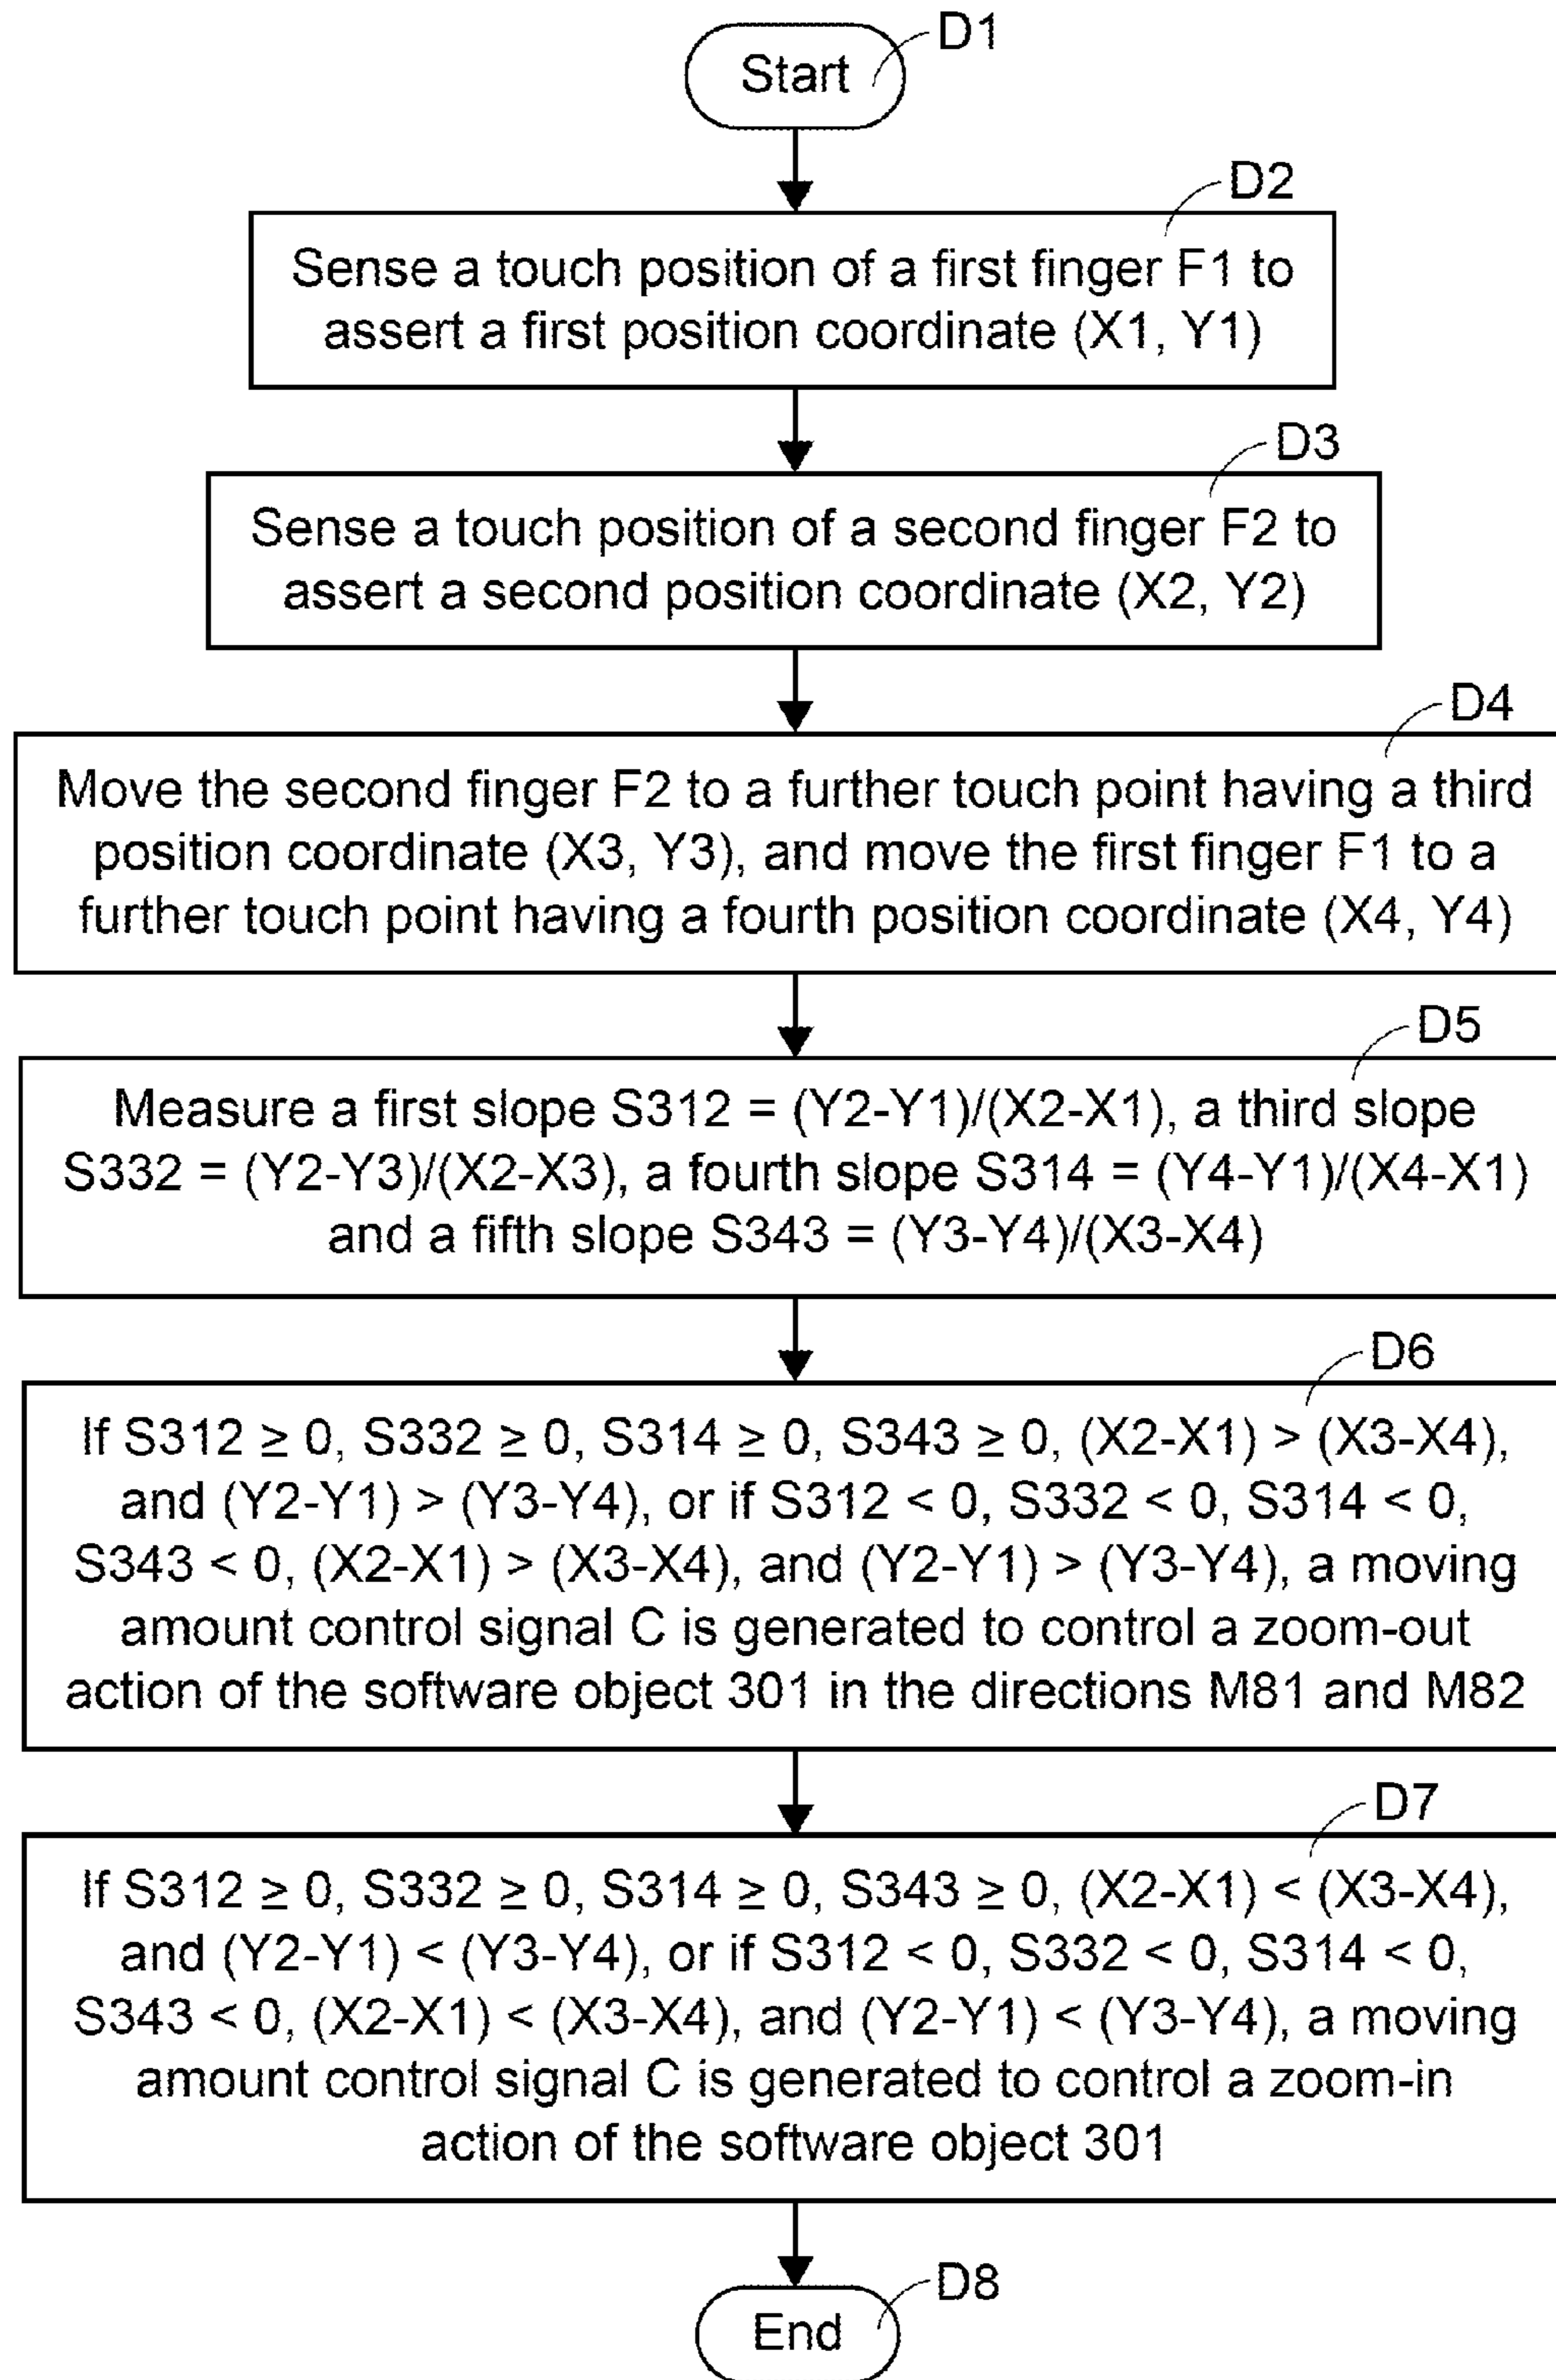 D1
Start
D2
Sense a touch position of a first finger F1 to
assert a first position coordinate (X1, Y1)
D3
Sense a touch position of a second finger F2 to
assert a second position coordinate (X2, Y2)
D4
Move the second finger F2 to a further touch point having a third
position coordinate (X3, Y3), and move the first finger F1 to a
further touch point having a fourth position coordinate (X4, Y4)
D5
Measure a first slope S312 = (Y2-Y1)/(X2-X1), a third slope
S332 = (Y2-Y3)/(X2-X3), a fourth slope S314 = (Y4-Y1)/(X4-X1)
and a fifth slope S343 = (Y3-Y4)/(X3-X4)
D6
If S312 ≥ 0, S332 ≥ 0, S314 ≥ 0, S343 ≥ 0, (X2-X1) > (X3-X4),
and (Y2-Y1) > (Y3-Y4), or if S312 < 0, S332 < 0, S314 < 0,
S343 < 0, (X2-X1) > (X3-X4), and (Y2-Y1) > (Y3-Y4), a moving
amount control signal C is generated to control a zoom-out
action of the software object 301 in the directions M81 and M82
D7
If S312 ≥ 0, S332 ≥ 0, S314 ≥ 0, S343 ≥ 0, (X2-X1) < (X3-X4),
and (Y2-Y1) < (Y3-Y4), or if S312 < 0, S332 < 0, S314 < 0,
S343 < 0, (X2-X1) < (X3-X4), and (Y2-Y1) < (Y3-Y4), a moving
amount control signal C is generated to control a zoom-in
action of the software object 301
D8
End